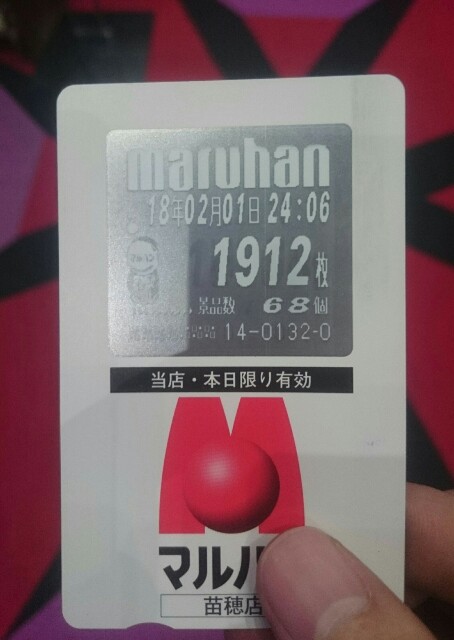 maruhan
18年02月01日 24:06
1912枚
景品数 68個
14-0132-0
当店・本日限り有効
マルハ
苗穂店